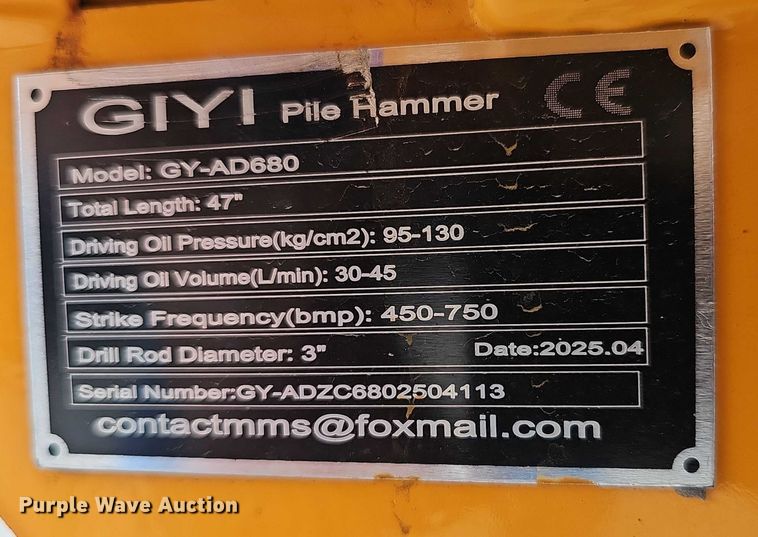 GIYI Pile Hammer CE
Model: GY-AD680
Total Length: 47"
Driving Oil Pressure(kg/cm2): 95-130
Driving Oil Volume(L/min): 30-45
Strike Frequency(bmp): 450-750
Drill Rod Diameter: 3" Date:2025.04
Serial Number:GY-ADZC6802504113
contactmms@foxmail.com
Purple Wave Auction